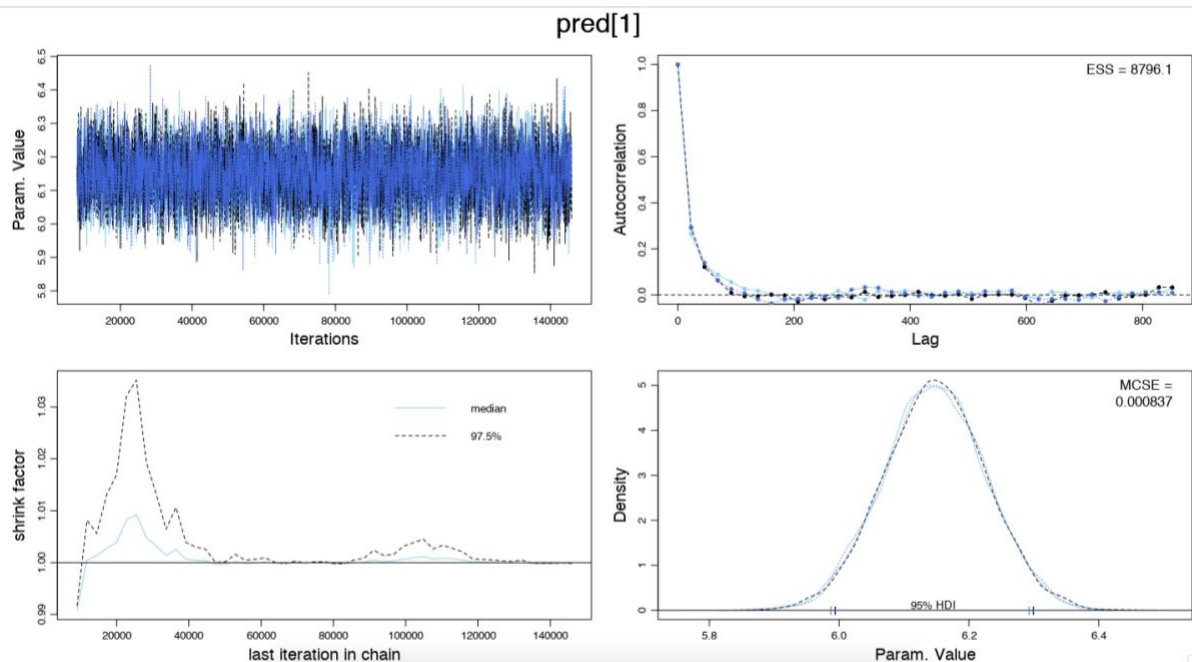 pred[1]
Param. Value
6.5
6.4
6.3
6.2
6.1
6.0
5.9
5.8
20000 40000 60000 80000 100000 120000 140000
Iterations
Autocorrelation
1.0
0.8
0.6
0.4
0.2
0.0
ESS = 8796.1
0 200 400 600 800
Lag
shrink factor
1.03
1.02
1.01
1.00
0.99
median
97.5%
20000 40000 60000 80000 100000 120000 140000
last iteration in chain
Density
5
4
3
2
1
0
MCSE =
0.000837
95% HDI
5.8 6.0 6.2 6.4
Param. Value